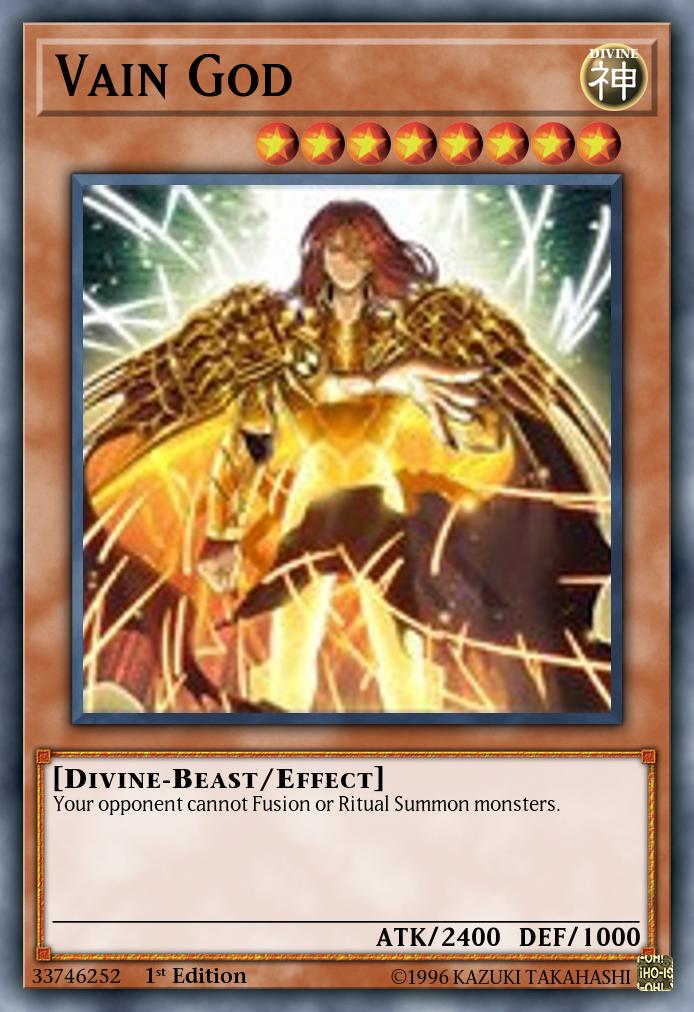 Vain God
DIVINE
神
[Divine-Beast/Effect]
Your opponent cannot Fusion or Ritual Summon monsters.
ATK/2400 DEF/1000
33746252 1st Edition ©1996 KAZUKI TAKAHASHI